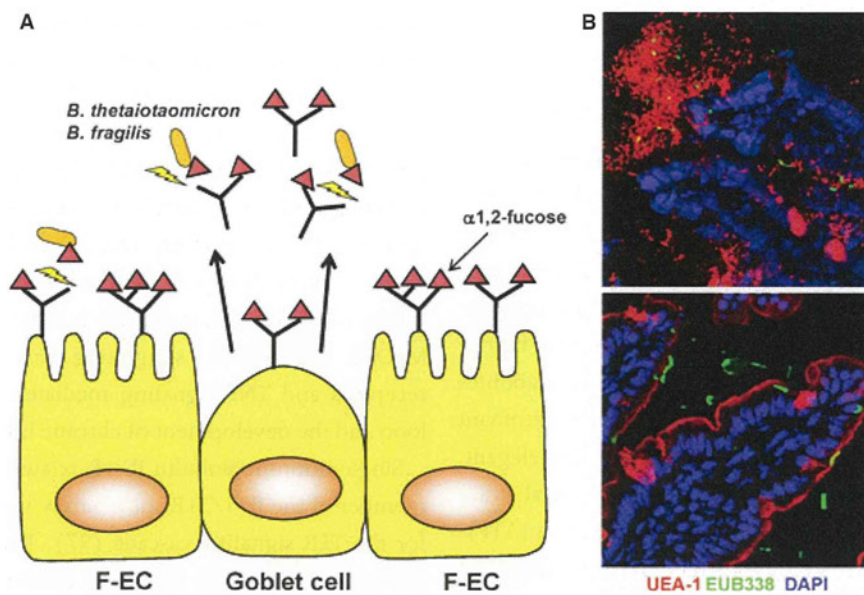 A
B
B. thetaiotaomicron
B. fragilis
α1,2-fucose
F-EC
Goblet cell
F-EC
UEA-1 EUB338 DAPI